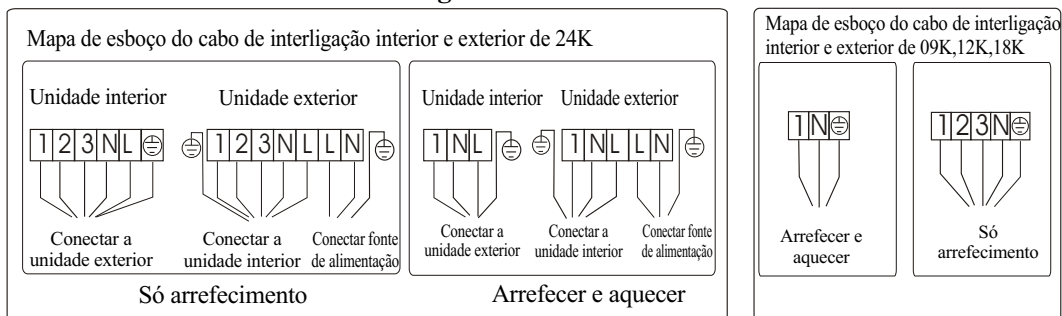 Mapa de esboço do cabo de interligação interior e exterior de 24K
Unidade interior
Unidade exterior
1 2 3 N L
1 2 3 N L L N
Conectar a
unidade exterior
Conectar a
unidade interior
Conectar fonte
de alimentação
Só arrefecimento
Unidade interior
Unidade exterior
1 N L
1 N L L N
Conectar a
unidade exterior
Conectar a
unidade interior
Conectar fonte
de alimentação
Arrefecer e aquecer
Mapa de esboço do cabo de interligação
interior e exterior de 09K,12K,18K
1 N
Arrefecer e
aquecer
1 2 3 N
Só
arrefecimento